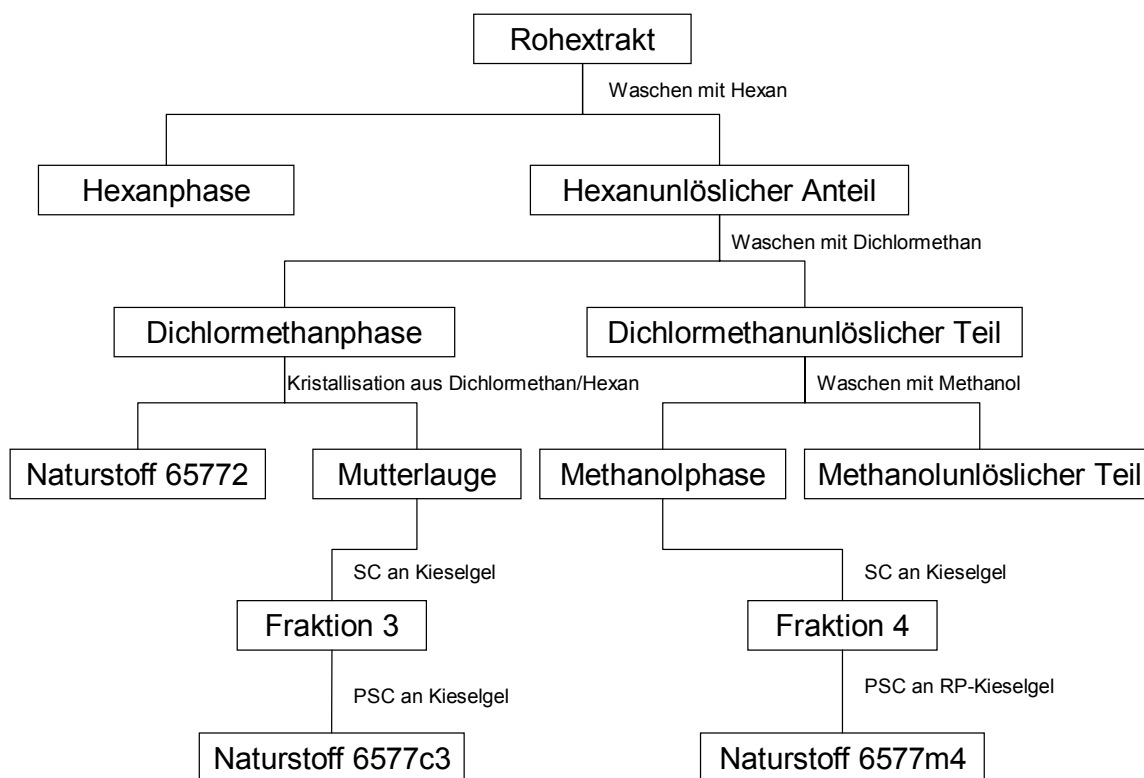 Rohextrakt
Waschen mit Hexan
Hexanphase
Hexanunlöslicher Anteil
Waschen mit Dichlormethan
Dichlormethanphase
Dichlormethanunlöslicher Teil
Kristallisation aus Dichlormethan/Hexan
Waschen mit Methanol
Naturstoff 65772
Mutterlauge
Methanolphase
Methanolunlöslicher Teil
SC an Kieselgel
SC an Kieselgel
Fraktion 3
Fraktion 4
PSC an Kieselgel
PSC an RP-Kieselgel
Naturstoff 6577c3
Naturstoff 6577m4